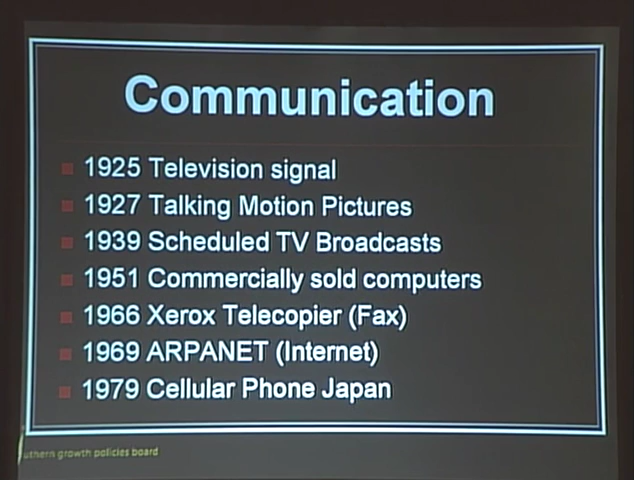 Communication
1925 Television signal
1927 Talking Motion Pictures
1939 Scheduled TV Broadcasts
1951 Commercially sold computers
1966 Xerox Telecopier (Fax)
1969 ARPANET (Internet)
1979 Cellular Phone Japan
uthern growth policies board